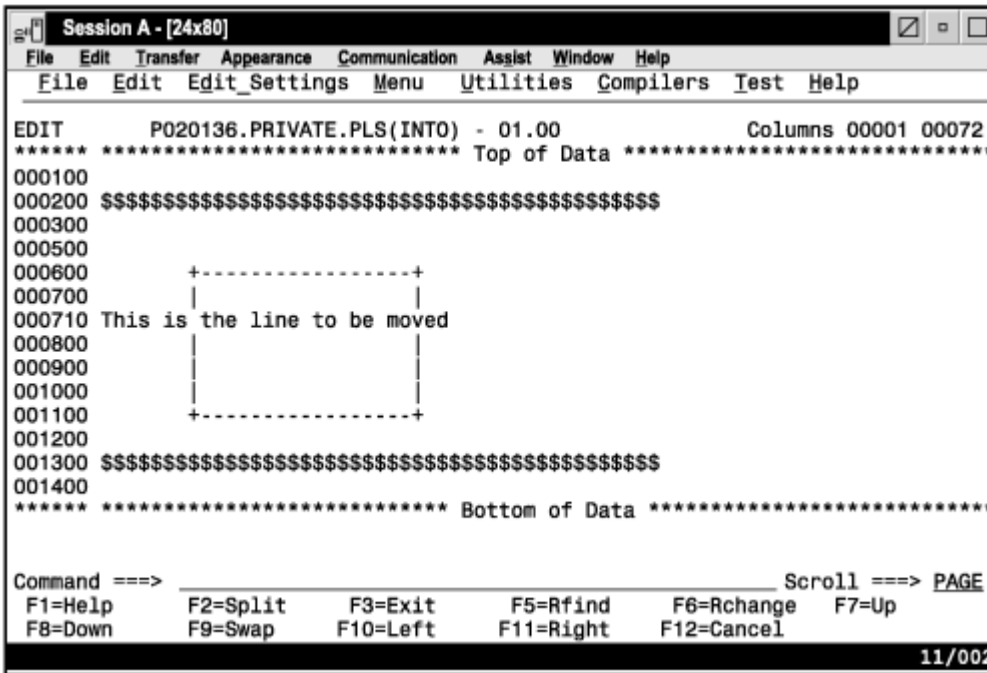 Session A - [24x80]
File Edit Transfer Appearance Communication Assist Window Help
File Edit Edit_Settings Menu Utilities Compilers Test Help
EDIT P020136.PRIVATE.PLS(INTO) - 01.00 Columns 00001 00072
****** ***************************** Top of Data ******************************
000100
000200 $$$$$$$$$$$$$$$$$$$$$$$$$$$$$$$$$$$$$$$$$$$$$
000300
000500
000600 +-----------------+
000700 | |
000710 This is the line to be moved
000800 | |
000900 | |
001000 | |
001100 +-----------------+
001200
001300 $$$$$$$$$$$$$$$$$$$$$$$$$$$$$$$$$$$$$$$$$$$$$
001400
****** **************************** Bottom of Data ****************************
Command ===> Scroll ===> PAGE
F1=Help F2=Split F3=Exit F5=Rfind F6=Rchange F7=Up
F8=Down F9=Swap F10=Left F11=Right F12=Cancel
11/002